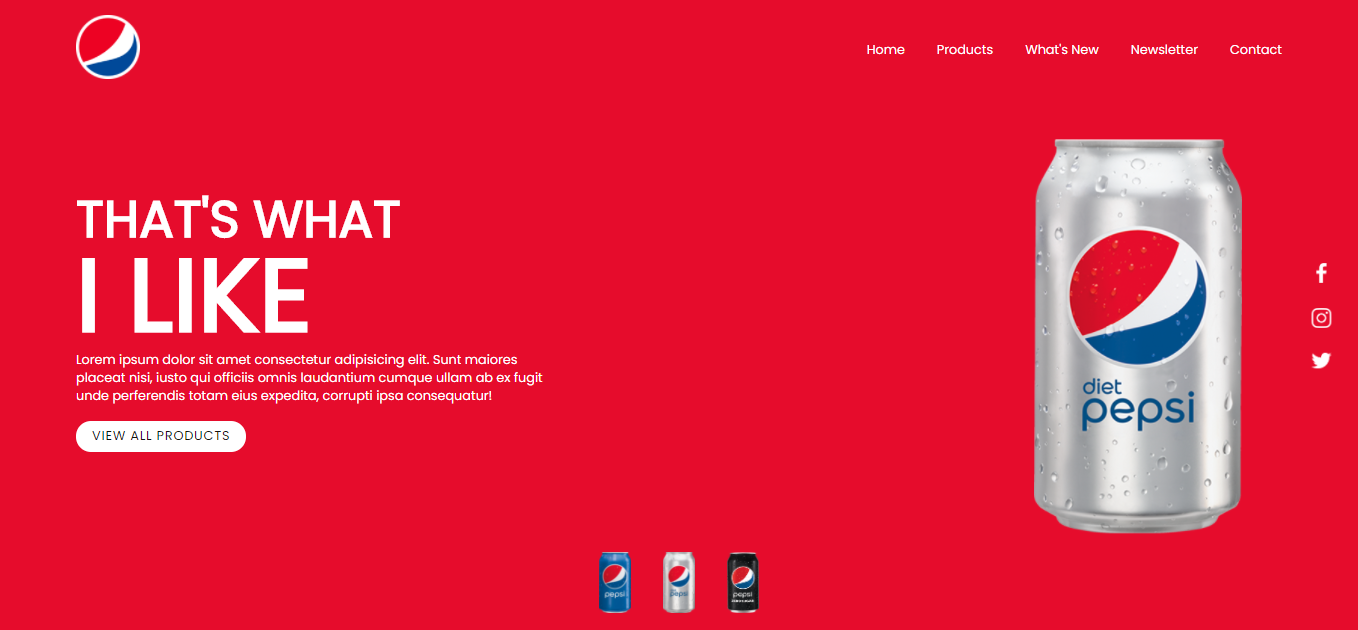 Home
Products
What's New
Newsletter
Contact
THAT'S WHAT
I LIKE
Lorem ipsum dolor sit amet consectetur adipisicing elit. Sunt maiores
placeat nisi, iusto qui officiis omnis laudantium cumque ullam ab ex fugit
unde perferendis totam eius expedita, corrupti ipsa consequatur!
VIEW ALL PRODUCTS
diet
pepsi
pepsi
pepsi
pepsi